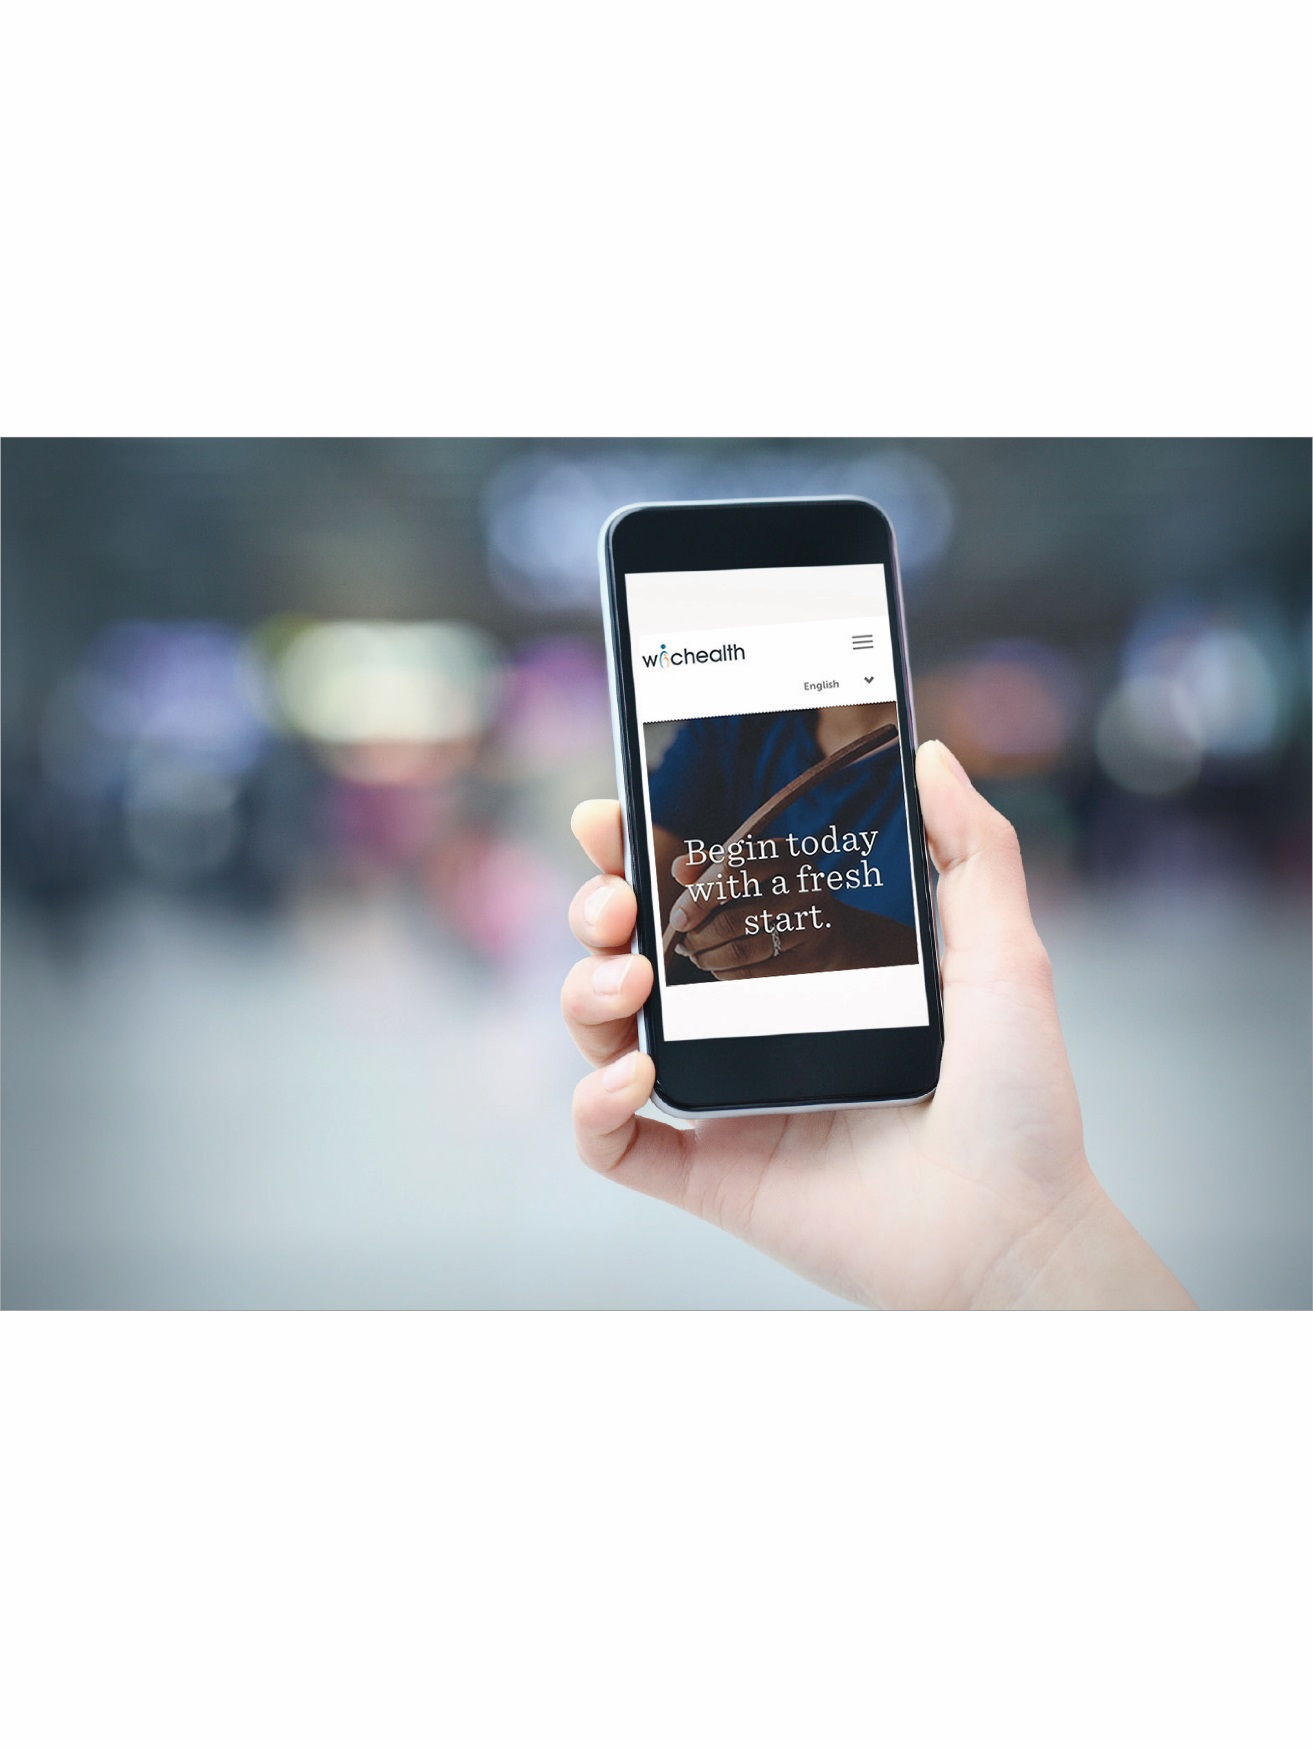 wichealth
English
Begin today
with a fresh
start.